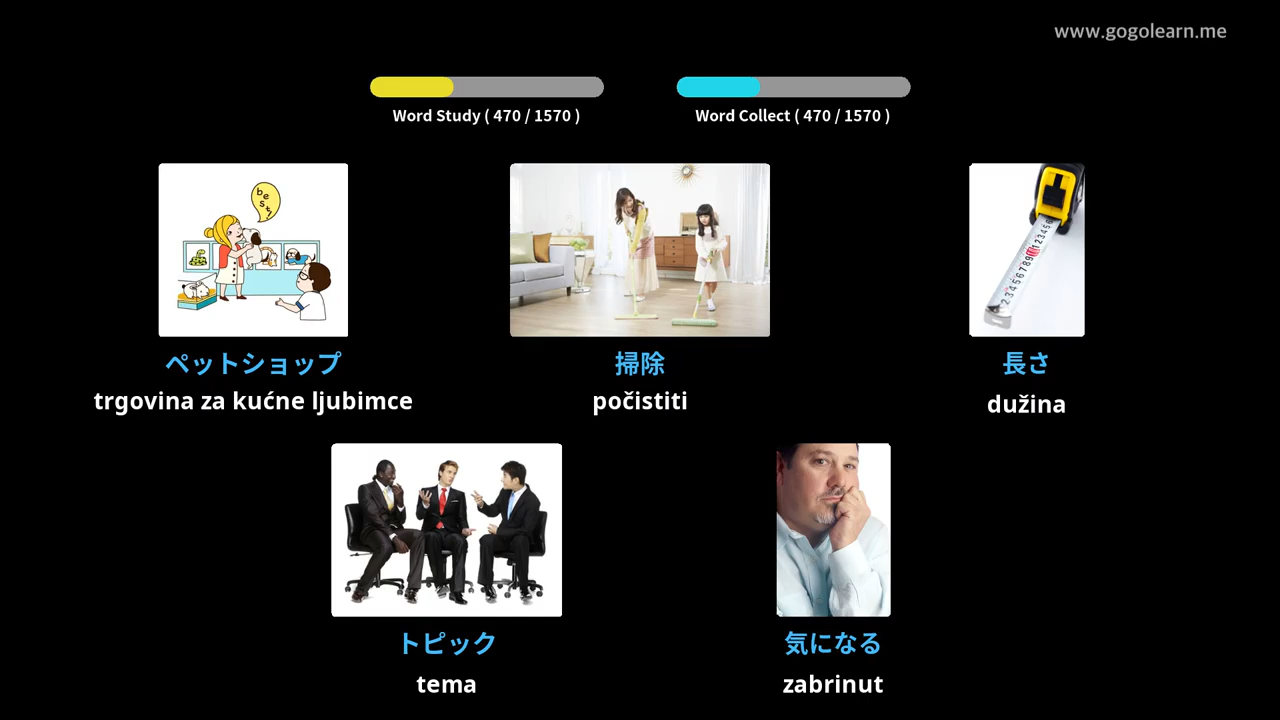 www.gogolearn.me
Word Study ( 470 / 1570 )
Word Collect ( 470 / 1570 )
best
ペットショップ
trgovina za kućne ljubimce
掃除
počistiti
長さ
dužina
トピック
tema
気になる
zabrinut